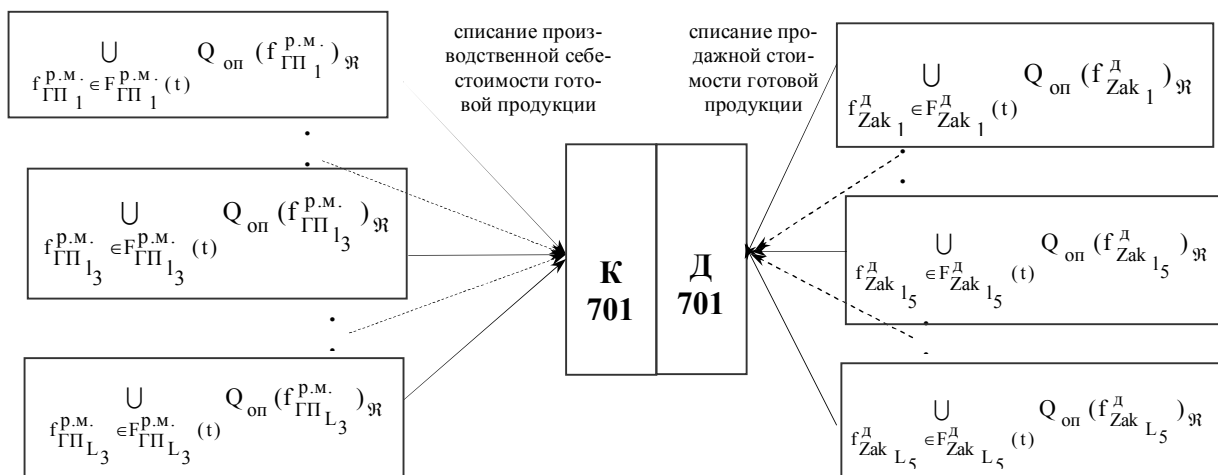 списание произ-
водственной себе-
стоимости гото-
вой продукции
списание про-
дажной стои-
мости готовой
продукции
⋃ Q оп (f р.м. ГП 1) ℜ
f р.м. ГП 1 ∈ F р.м. ГП 1 (t)
⋃ Q оп (f р.м. ГП l3) ℜ
f р.м. ГП l3 ∈ F р.м. ГП l3 (t)
⋃ Q оп (f р.м. ГП L3) ℜ
f р.м. ГП L3 ∈ F р.м. ГП L3 (t)
К
701
Д
701
⋃ Q оп (f д Zak 1) ℜ
f д Zak 1 ∈ F д Zak 1 (t)
⋃ Q оп (f д Zak l5) ℜ
f д Zak l5 ∈ F д Zak l5 (t)
⋃ Q оп (f д Zak L5) ℜ
f д Zak L5 ∈ F д Zak L5 (t)